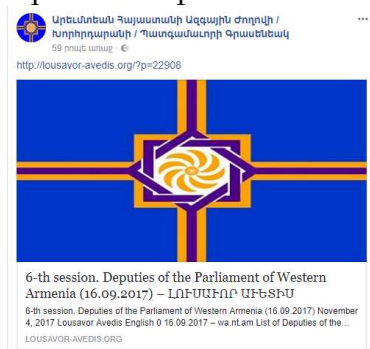 Արեւմտեան Հայաստանի Ազգային Ժողովի /
Խորհրդարանի / Պատգամաւորի Գրասենեակ
59 րոպե առաջ ·
http://lousavor-avedis.org/?p=22908
6-th session. Deputies of the Parliament of Western
Armenia (16.09.2017) – ԼՈՒՍԱՒՈՐ ԱՒԵՏԻՍ
6-th session. Deputies of the Parliament of Western Armenia (16.09.2017) November
4, 2017 Lousavor Avedis English 0 16.09.2017 – wa.nt.am List of Deputies of the...
LOUSAVOR-AVEDIS.ORG